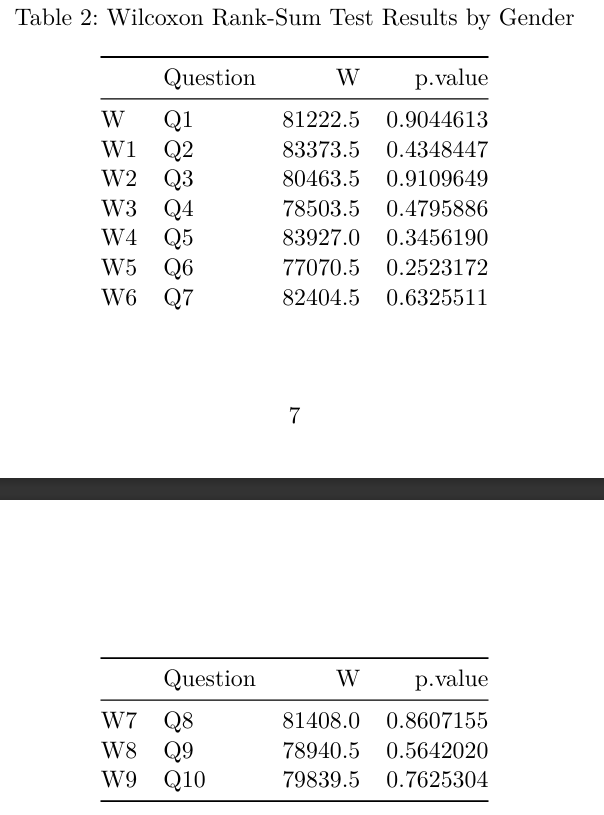 Table 2: Wilcoxon Rank-Sum Test Results by Gender
Question W p.value
W Q1 81222.5 0.9044613
W1 Q2 83373.5 0.4348447
W2 Q3 80463.5 0.9109649
W3 Q4 78503.5 0.4795886
W4 Q5 83927.0 0.3456190
W5 Q6 77070.5 0.2523172
W6 Q7 82404.5 0.6325511
7
Question W p.value
W7 Q8 81408.0 0.8607155
W8 Q9 78940.5 0.5642020
W9 Q10 79839.5 0.7625304